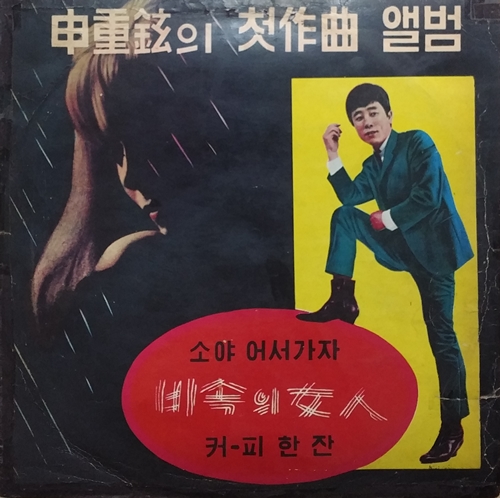 申重鉉의 첫作曲 앨범
소야 어서가자
비속의女人
커-피 한 잔